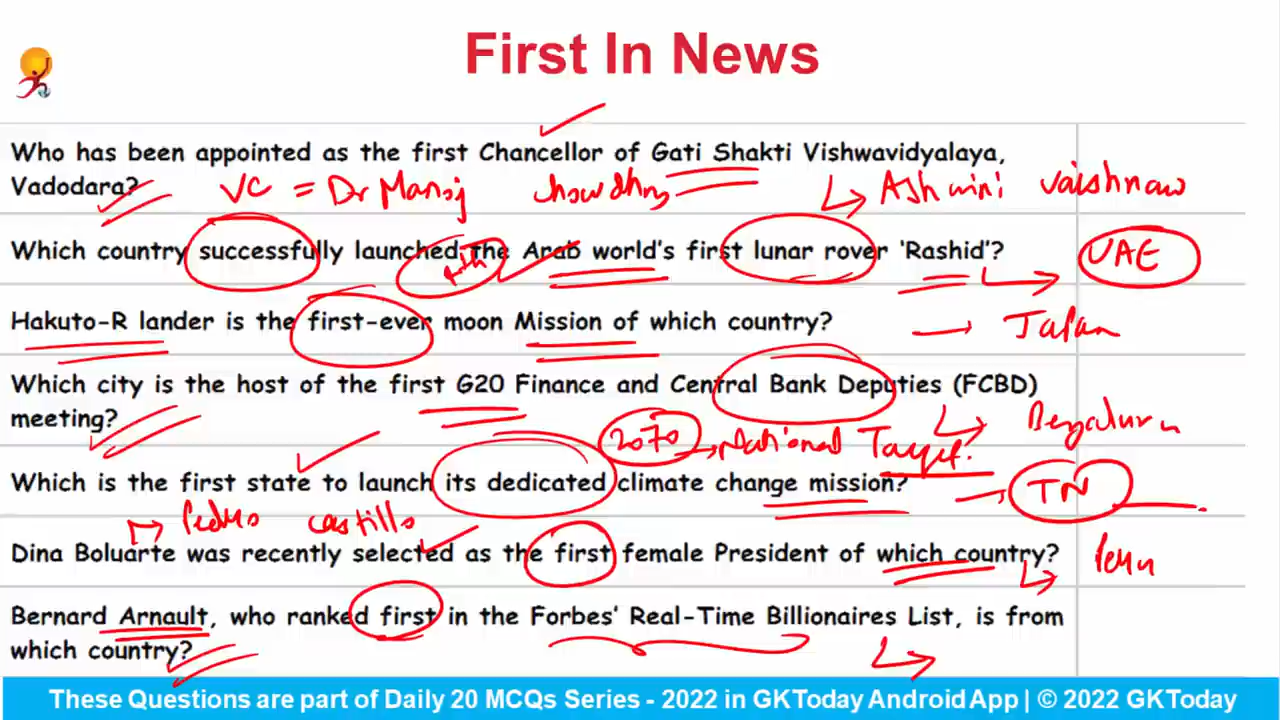 First In News
Who has been appointed as the first Chancellor of Gati Shakti Vishwavidyalaya,
Vadodara? VC = Dr Manoj Chowdhry Ashwini Vaishnaw
Which country successfully launched the Arab world's first lunar rover 'Rashid'? UAE
Hakuto-R lander is the first-ever moon Mission of which country? Japan
Which city is the host of the first G20 Finance and Central Bank Deputies (FCBD)
meeting? Bengaluru
2070 National Target.
Which is the first state to launch its dedicated climate change mission? TN
Pedro castillo
Dina Boluarte was recently selected as the first female President of which country? Peru
Bernard Arnault, who ranked first in the Forbes' Real-Time Billionaires List, is from
which country?
These Questions are part of Daily 20 MCQs Series - 2022 in GKToday Android App | © 2022 GKToday